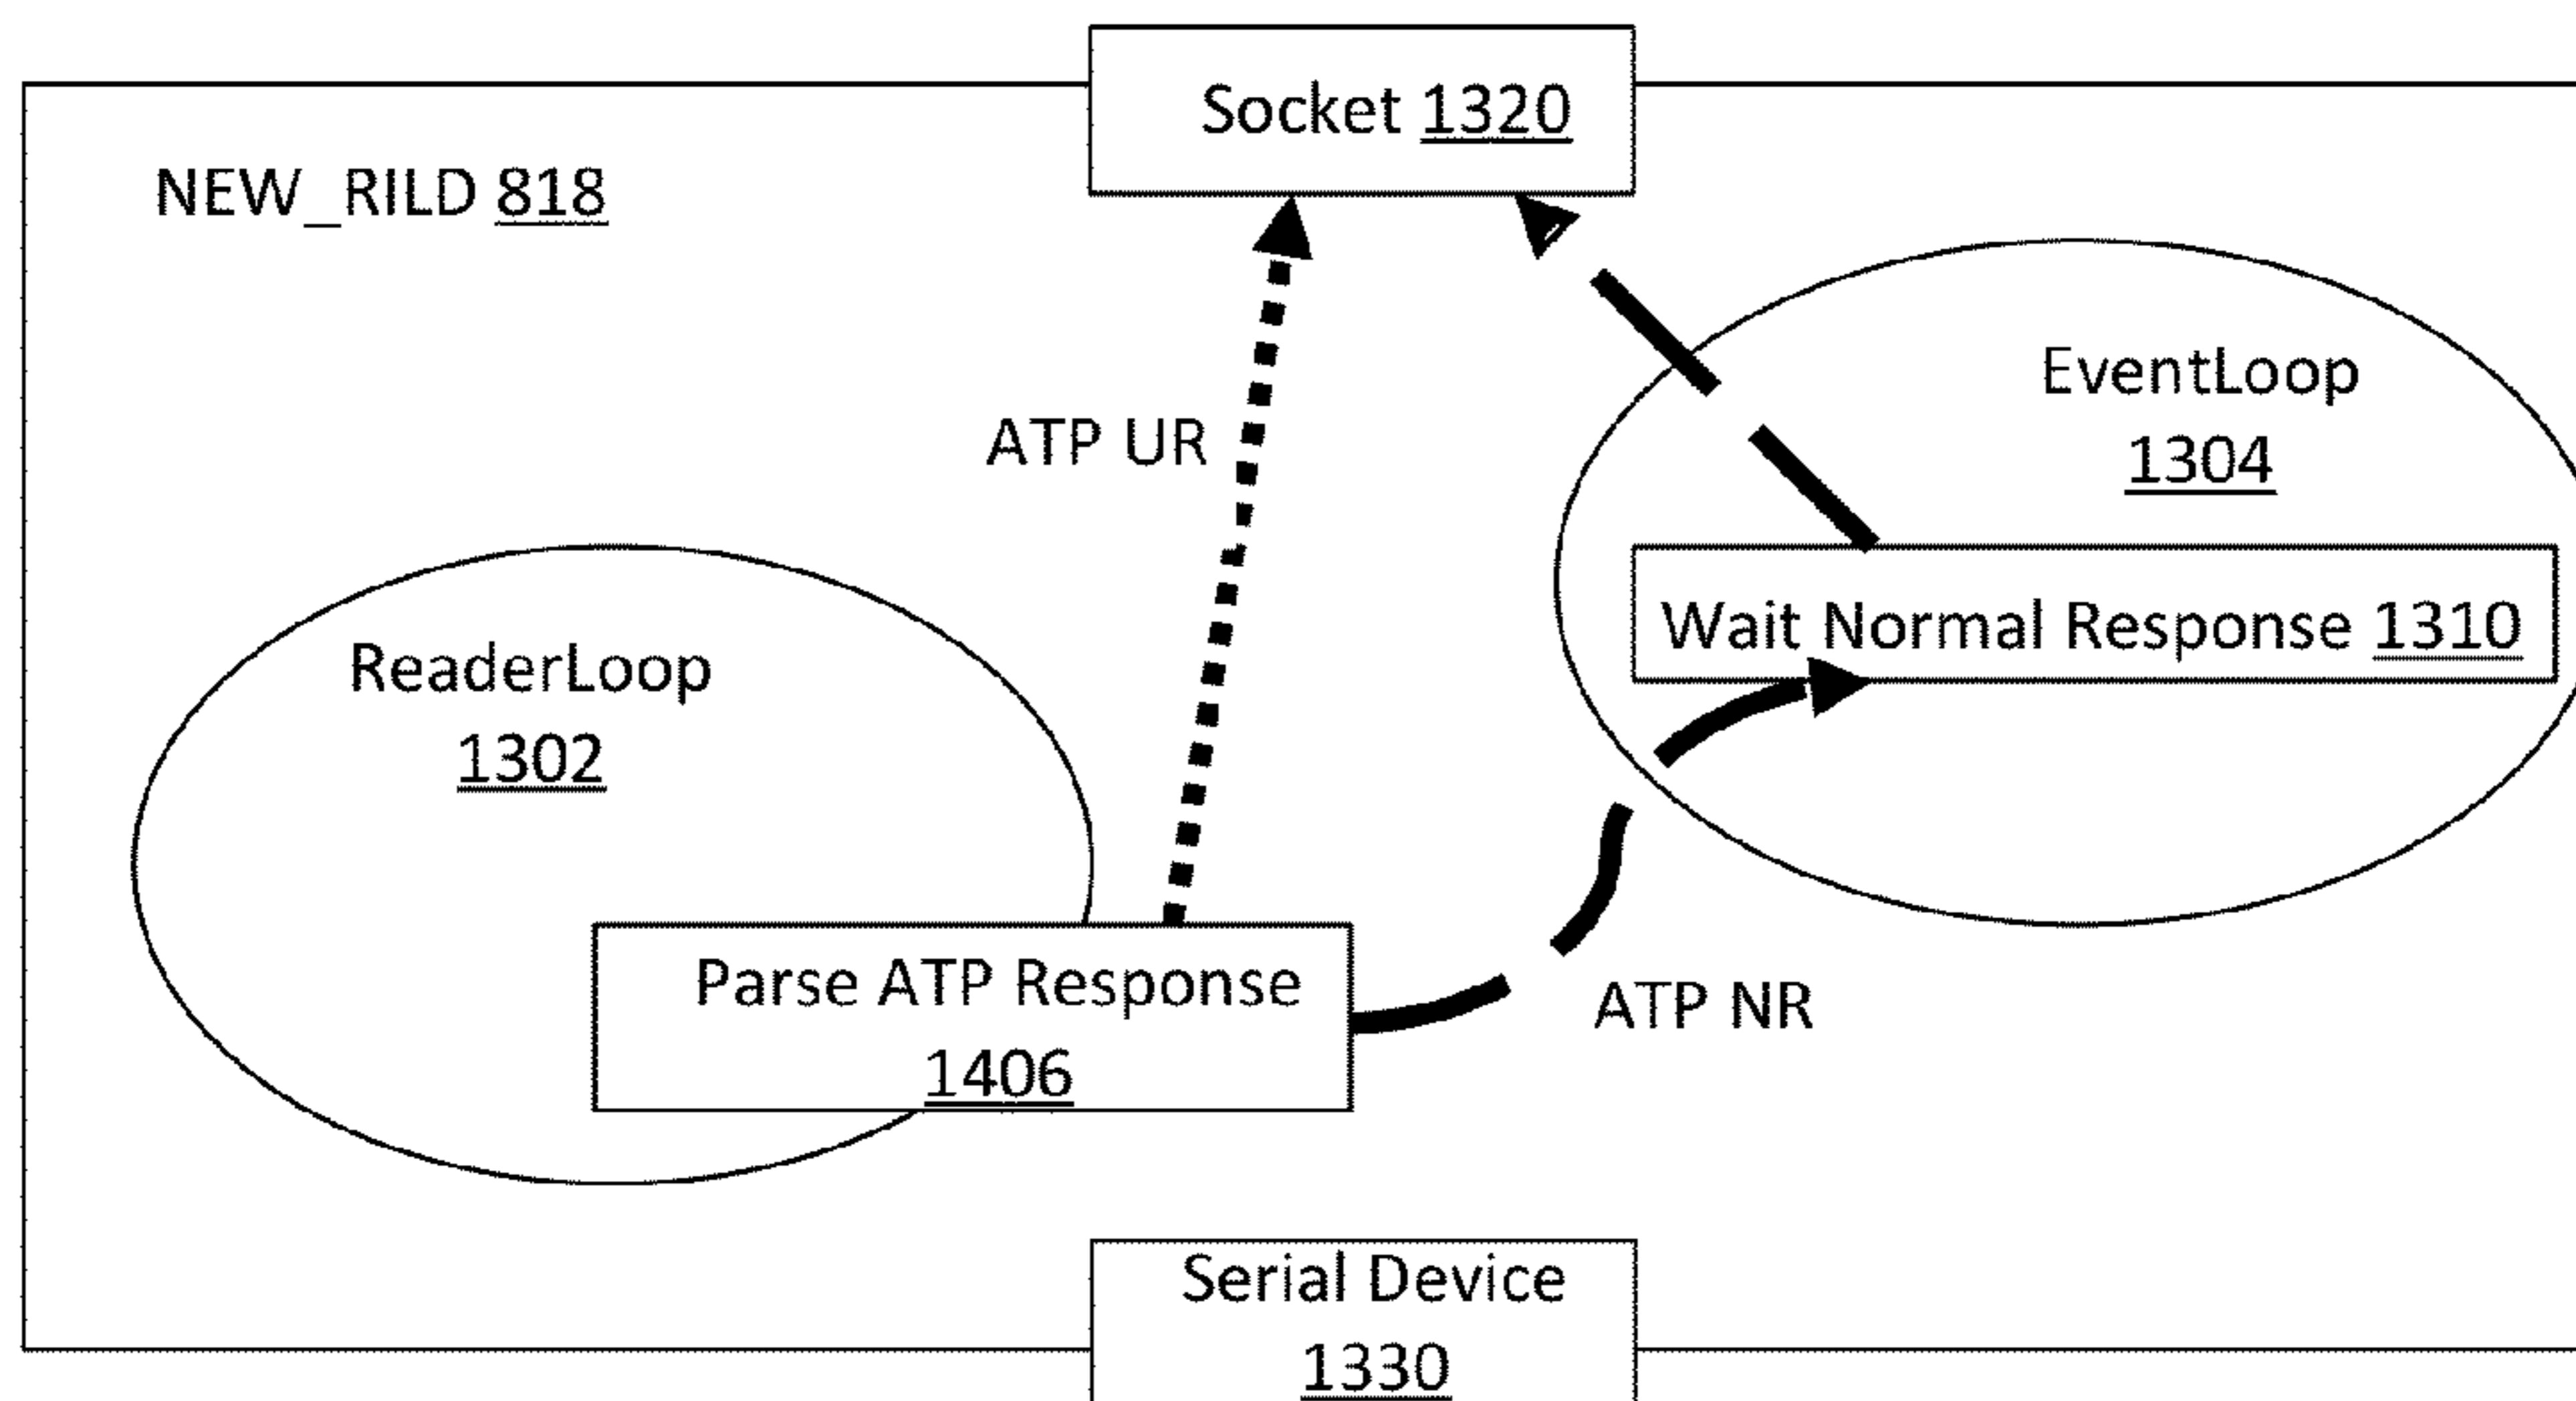 Socket 1320
NEW_RILD 818
EventLoop
1304
ATP UR
Wait Normal Response 1310
ReaderLoop
1302
Parse ATP Response
1406
ATP NR
Serial Device
1330